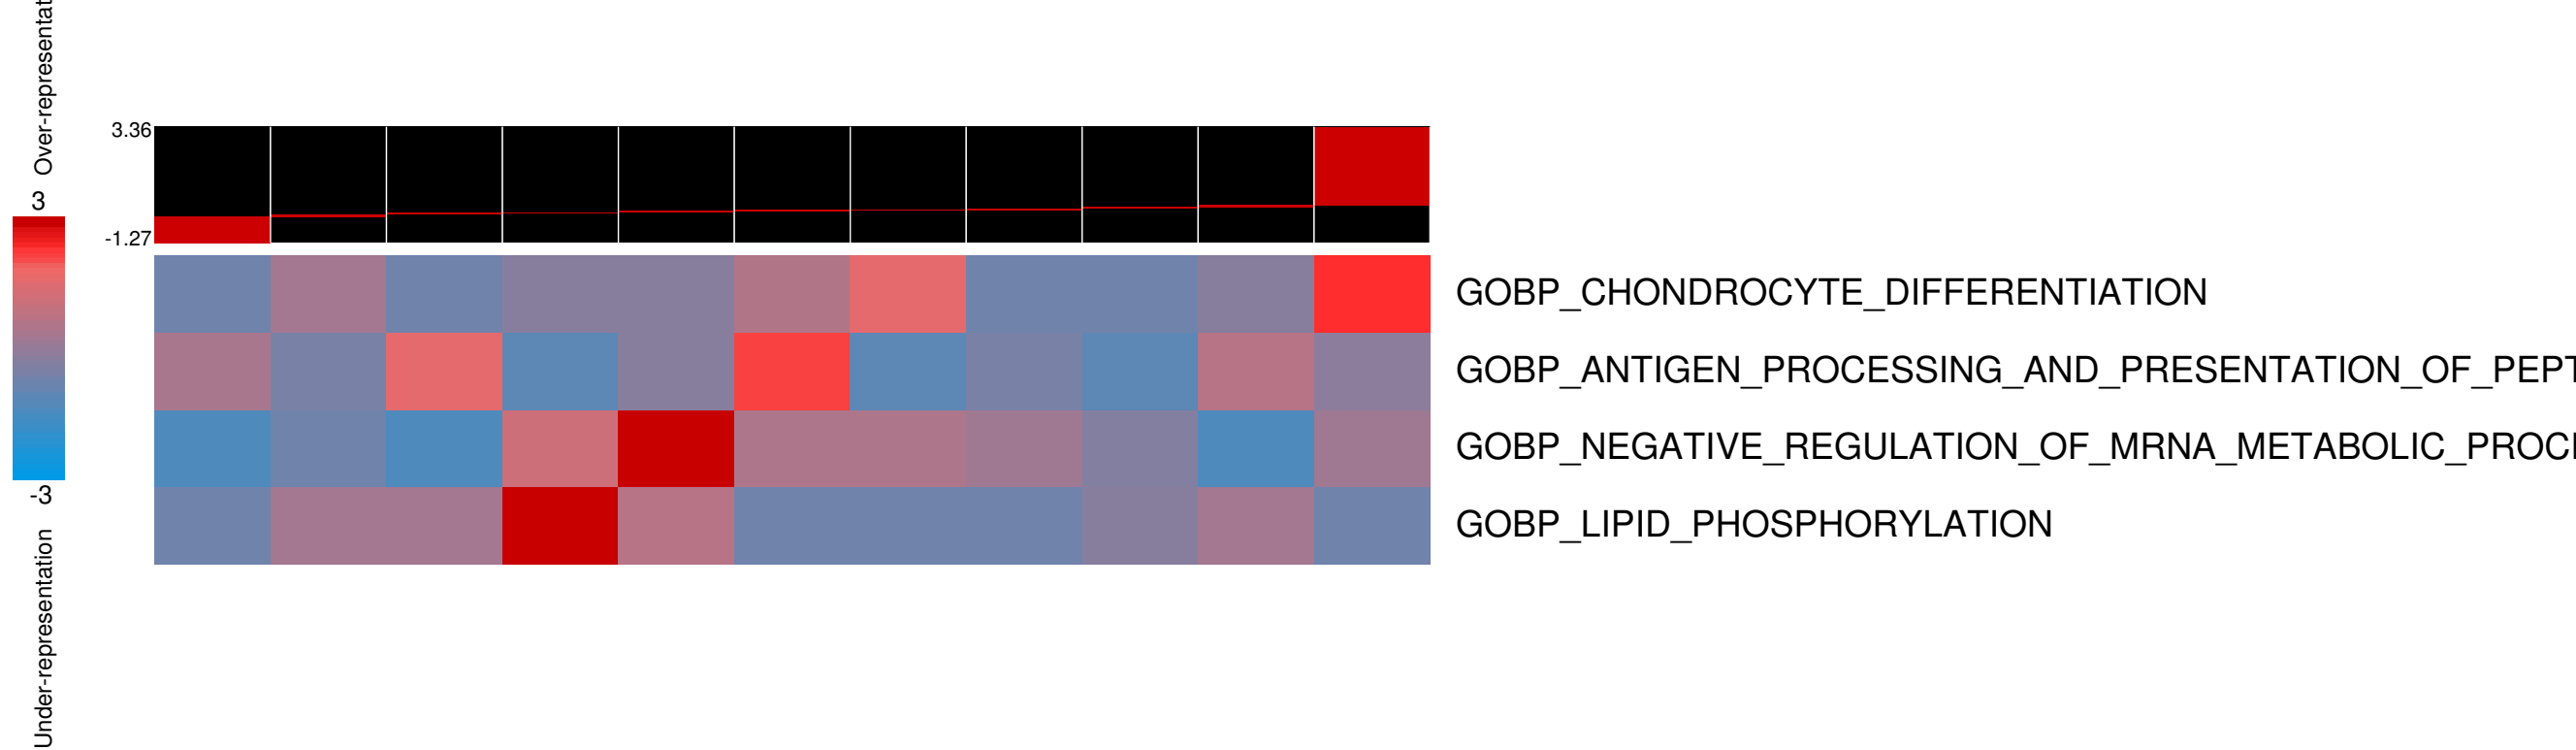 Over-representat
3
-3
Under-representation
3.36
-1.27
GOBP_CHONDROCYTE_DIFFERENTIATION
GOBP_ANTIGEN_PROCESSING_AND_PRESENTATION_OF_PEPT
GOBP_NEGATIVE_REGULATION_OF_MRNA_METABOLIC_PROC
GOBP_LIPID_PHOSPHORYLATION